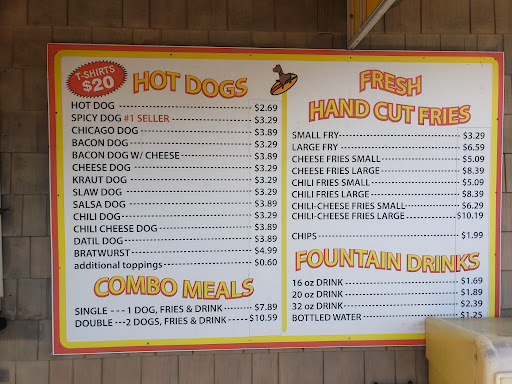 T-SHIRTS
$20
HOT DOGS
HOT DOG $2.69
SPICY DOG #1 SELLER $3.29
CHICAGO DOG $3.89
BACON DOG $3.29
BACON DOG W/ CHEESE $3.89
CHEESE DOG $3.29
KRAUT DOG $3.29
SLAW DOG $3.29
SALSA DOG $3.89
CHILI DOG $3.29
CHILI CHEESE DOG $3.89
DATIL DOG $3.89
BRATWURST $4.99
additional toppings $0.60
COMBO MEALS
SINGLE --- 1 DOG, FRIES & DRINK $7.89
DOUBLE --- 2 DOGS, FRIES & DRINK $10.59
FRESH
HAND CUT FRIES
SMALL FRY $3.29
LARGE FRY $6.59
CHEESE FRIES SMALL $5.09
CHEESE FRIES LARGE $8.39
CHILI FRIES SMALL $5.09
CHILI FRIES LARGE $8.39
CHILI-CHEESE FRIES SMALL $6.29
CHILI-CHEESE FRIES LARGE $10.19
CHIPS $1.99
FOUNTAIN DRINKS
16 oz DRINK $1.69
20 oz DRINK $1.89
32 oz DRINK $2.39
BOTTLED WATER $1.25